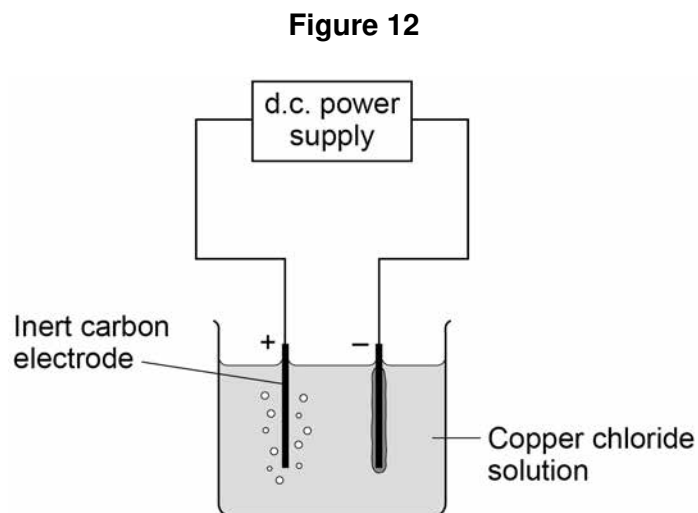 Figure 12
d.c. power
supply
Inert carbon
electrode
+
−
Copper chloride
solution